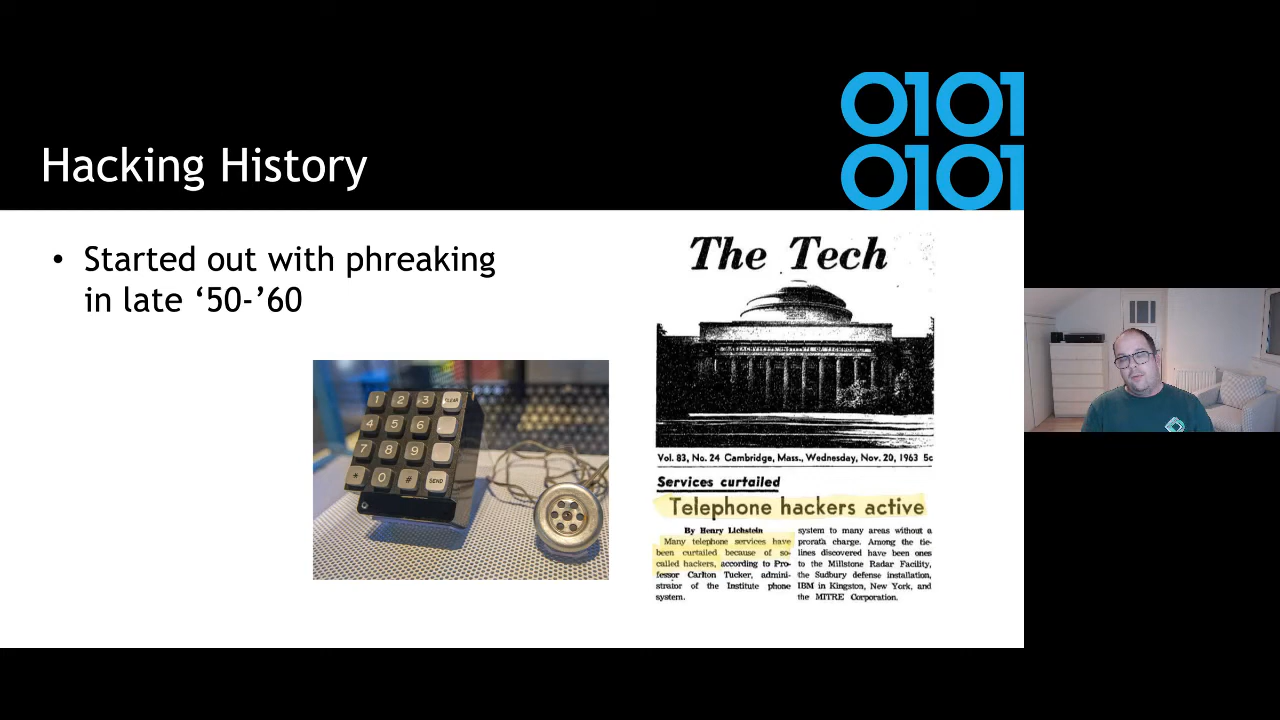 0101
0101
Hacking History
• Started out with phreaking
in late ‘50-’60
1 2 3 CLEAR
4 5 6
7 8 9
* 0 # SEND
The Tech
MASSACHVSETTS INSTITVTE OF TECHNOLOGY
Vol. 83, No. 24 Cambridge, Mass., Wednesday, Nov. 20, 1963 5c
Services curtailed
Telephone hackers active
By Henry Lichstein
Many telephone services have
been curtailed because of so-
called hackers, according to Pro-
fessor Carlton Tucker, admini-
strator of the Institute phone
system.
system to many areas without a
prorata charge. Among the tie-
lines discovered have been ones
to the Millstone Radar Facility,
the Sudbury defense installation,
IBM in Kingston, New York, and
the MITRE Corporation.